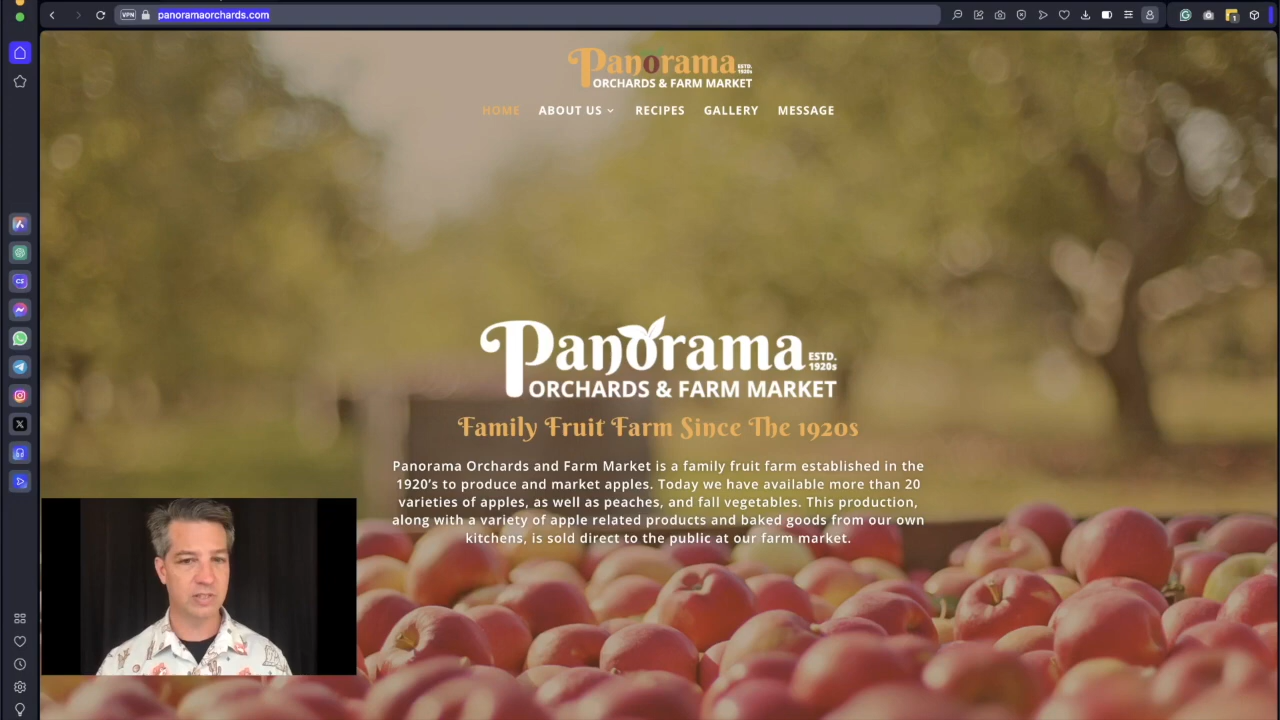 VPN
panoramaorchards.com
1
Panorama ESTD. 1920s
ORCHARDS & FARM MARKET
HOME ABOUT US RECIPES GALLERY MESSAGE
CS
Panorama ESTD. 1920s
ORCHARDS & FARM MARKET
Family Fruit Farm Since The 1920s
Panorama Orchards and Farm Market is a family fruit farm established in the
1920’s to produce and market apples. Today we have available more than 20
varieties of apples, as well as peaches, and fall vegetables. This production,
along with a variety of apple related products and baked goods from our own
kitchens, is sold direct to the public at our farm market.